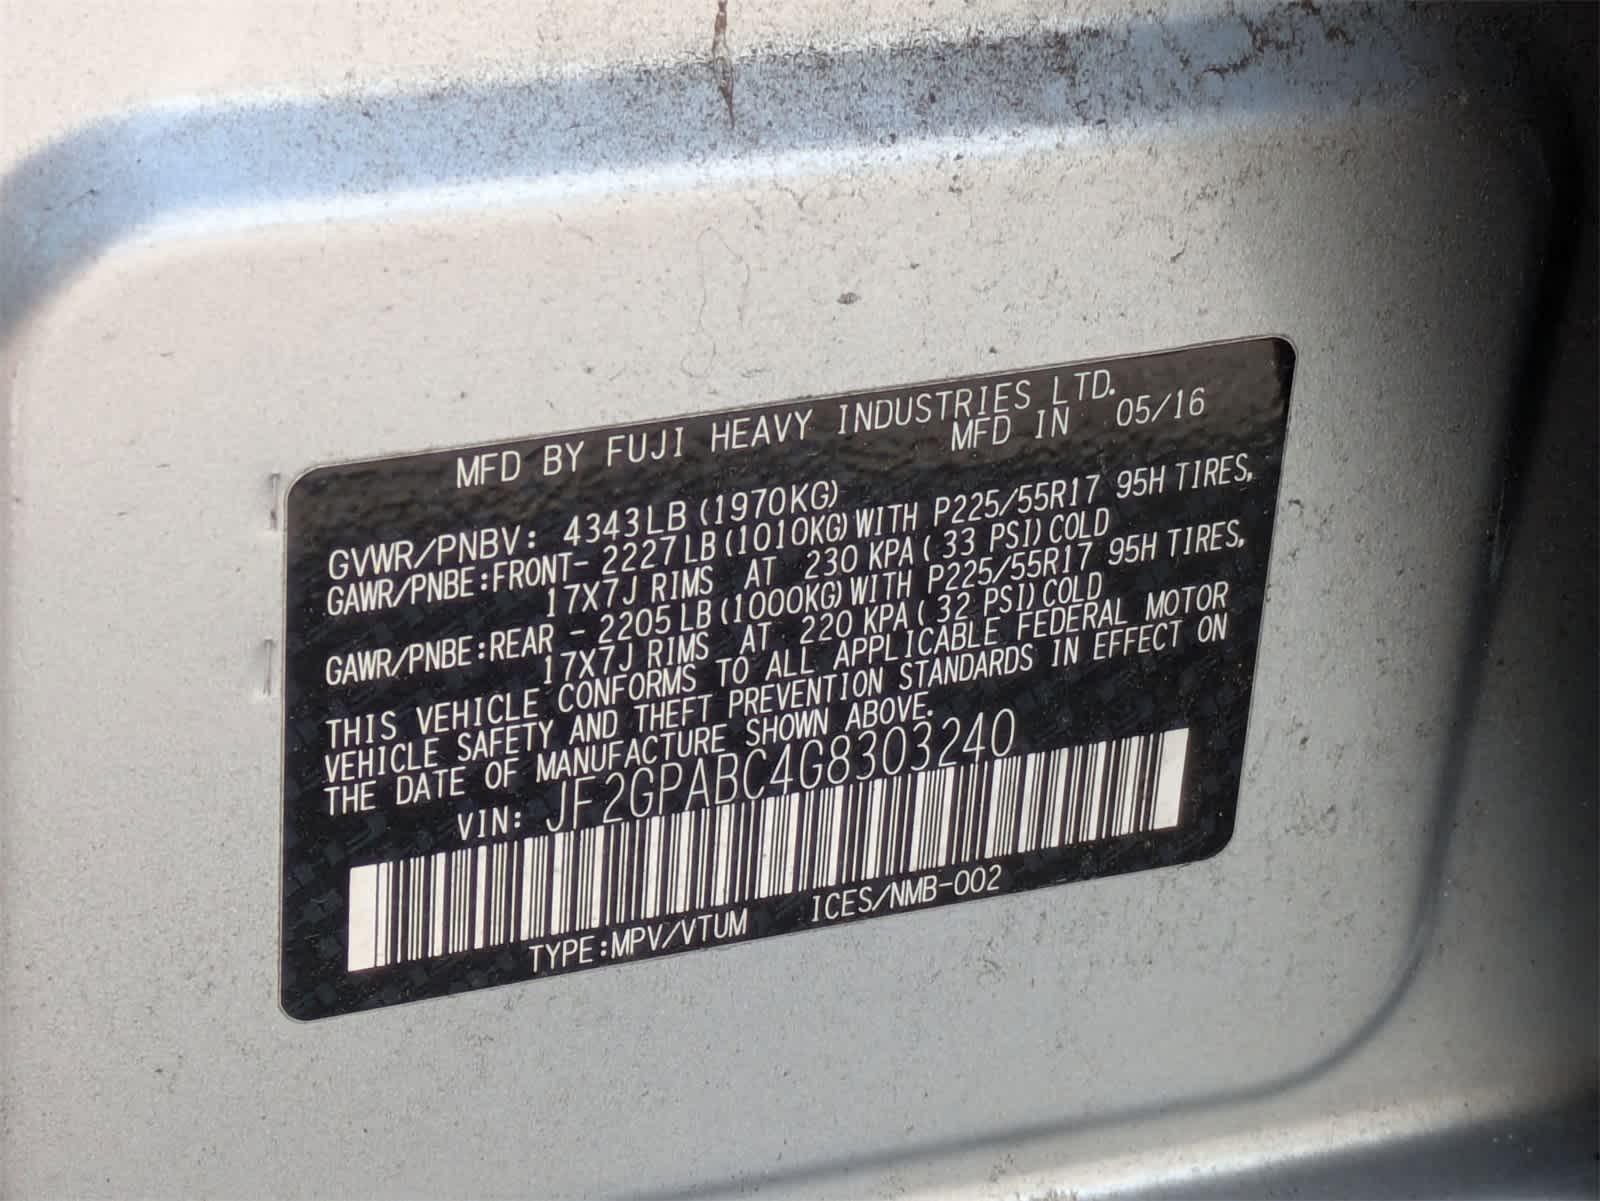 MFD BY FUJI HEAVY INDUSTRIES LTD.
MFD IN 05/16
GVWR/PNBV: 4343LB (1970KG)
GAWR/PNBE:FRONT- 2227LB (1010KG) WITH P225/55R17 95H TIRES,
17X7J RIMS AT 230 KPA ( 33 PSI) COLD
GAWR/PNBE:REAR - 2205LB (1000KG) WITH P225/55R17 95H TIRES,
17X7J RIMS AT 220 KPA ( 32 PSI) COLD
THIS VEHICLE CONFORMS TO ALL APPLICABLE FEDERAL MOTOR
VEHICLE SAFETY AND THEFT PREVENTION STANDARDS IN EFFECT ON
THE DATE OF MANUFACTURE SHOWN ABOVE.
VIN: JF2GPABC4G8303240
TYPE:MPV/VTUM ICES/NMB-002